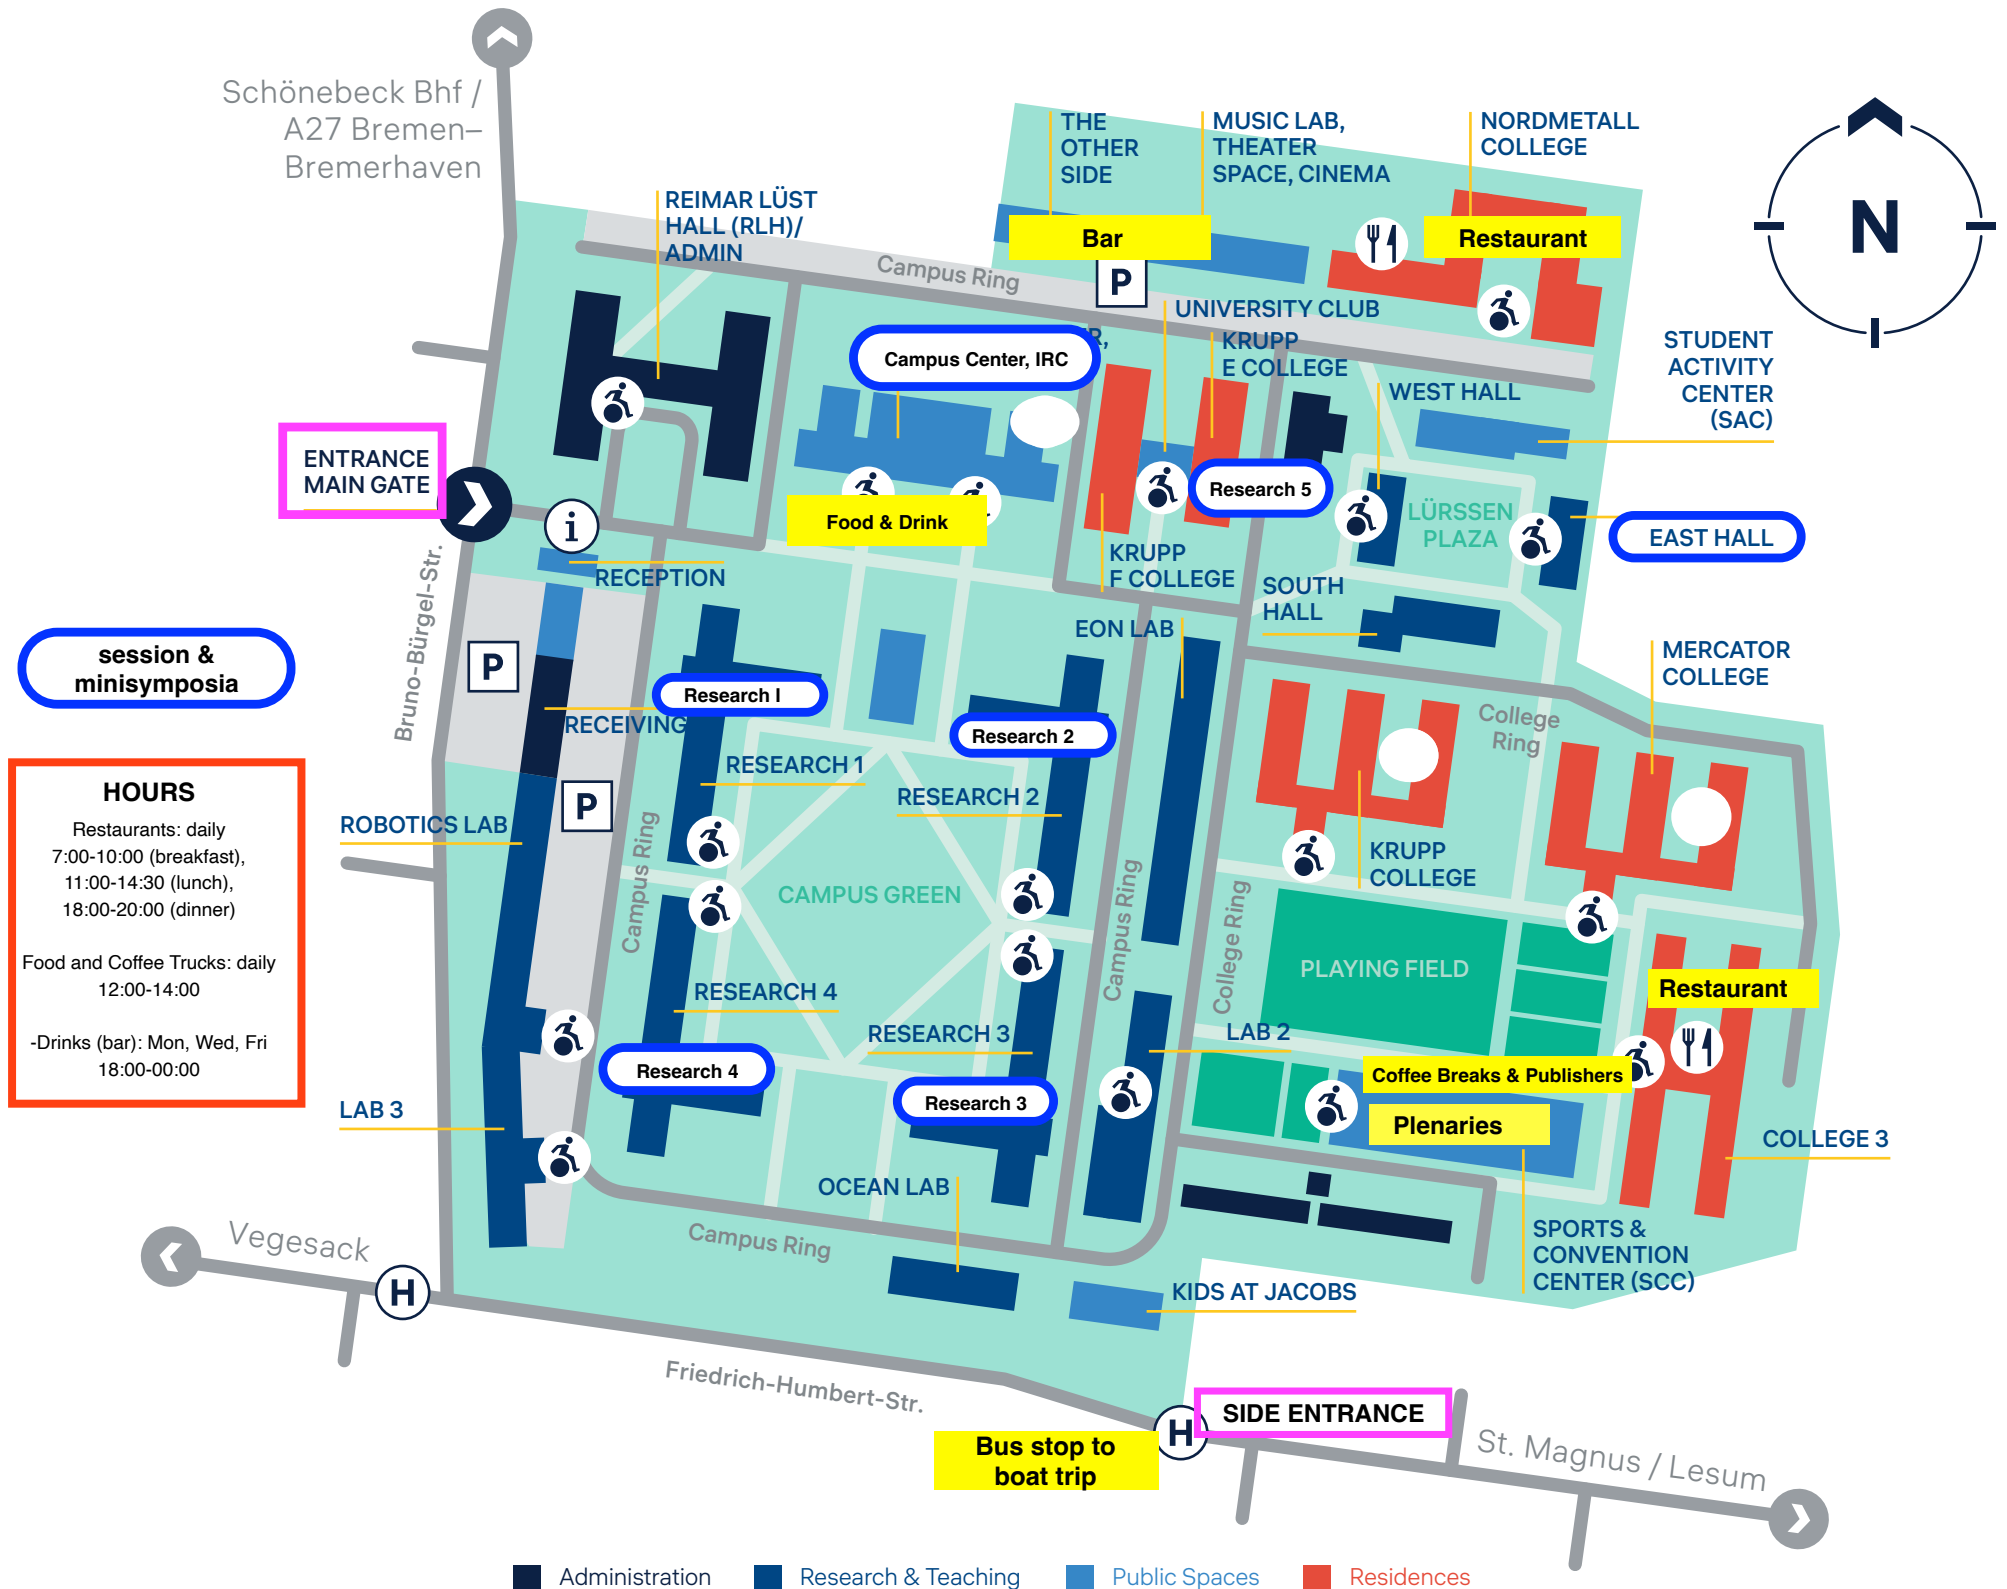 Schönebeck Bhf /
A27 Bremen–
Bremerhaven
THE
OTHER
SIDE
MUSIC LAB,
THEATER
SPACE, CINEMA
NORDMETALL
COLLEGE
REIMAR LÜST
HALL (RLH)/
ADMIN
Bar
Restaurant
N
Campus Ring
P
UNIVERSITY CLUB
R,
KRUPP
E COLLEGE
Campus Center, IRC
STUDENT
ACTIVITY
CENTER
(SAC)
WEST HALL
ENTRANCE
MAIN GATE
i
Food & Drink
Research 5
LÜRSSEN
PLAZA
EAST HALL
RECEPTION
KRUPP
F COLLEGE
SOUTH
HALL
EON LAB
Bruno-Bürgel-Str.
P
session &
minisymposia
Research I
RECEIVING
Research 2
MERCATOR
COLLEGE
College
Ring
RESEARCH 1
RESEARCH 2
HOURS
Restaurants: daily
7:00-10:00 (breakfast),
11:00-14:30 (lunch),
18:00-20:00 (dinner)
Food and Coffee Trucks: daily
12:00-14:00
-Drinks (bar): Mon, Wed, Fri
18:00-00:00
ROBOTICS LAB
P
Campus Ring
CAMPUS GREEN
Campus Ring
College Ring
KRUPP
COLLEGE
PLAYING FIELD
Restaurant
RESEARCH 4
RESEARCH 3
LAB 2
Research 4
Research 3
Coffee Breaks & Publishers
Plenaries
LAB 3
COLLEGE 3
OCEAN LAB
Campus Ring
SPORTS &
CONVENTION
CENTER (SCC)
KIDS AT JACOBS
Vegesack
H
Friedrich-Humbert-Str.
H
SIDE ENTRANCE
Bus stop to
boat trip
St. Magnus / Lesum
Administration
Research & Teaching
Public Spaces
Residences